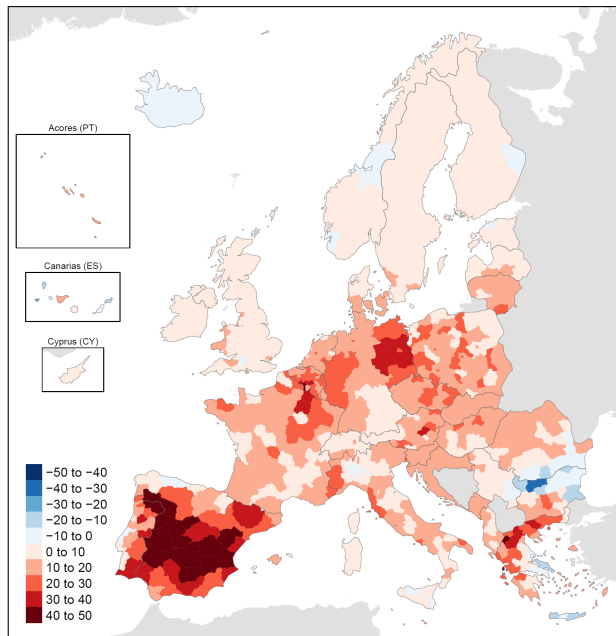 Acores (PT)
Canarias (ES)
Cyprus (CY)
−50 to −40
−40 to −30
−30 to −20
−20 to −10
−10 to 0
0 to 10
10 to 20
20 to 30
30 to 40
40 to 50